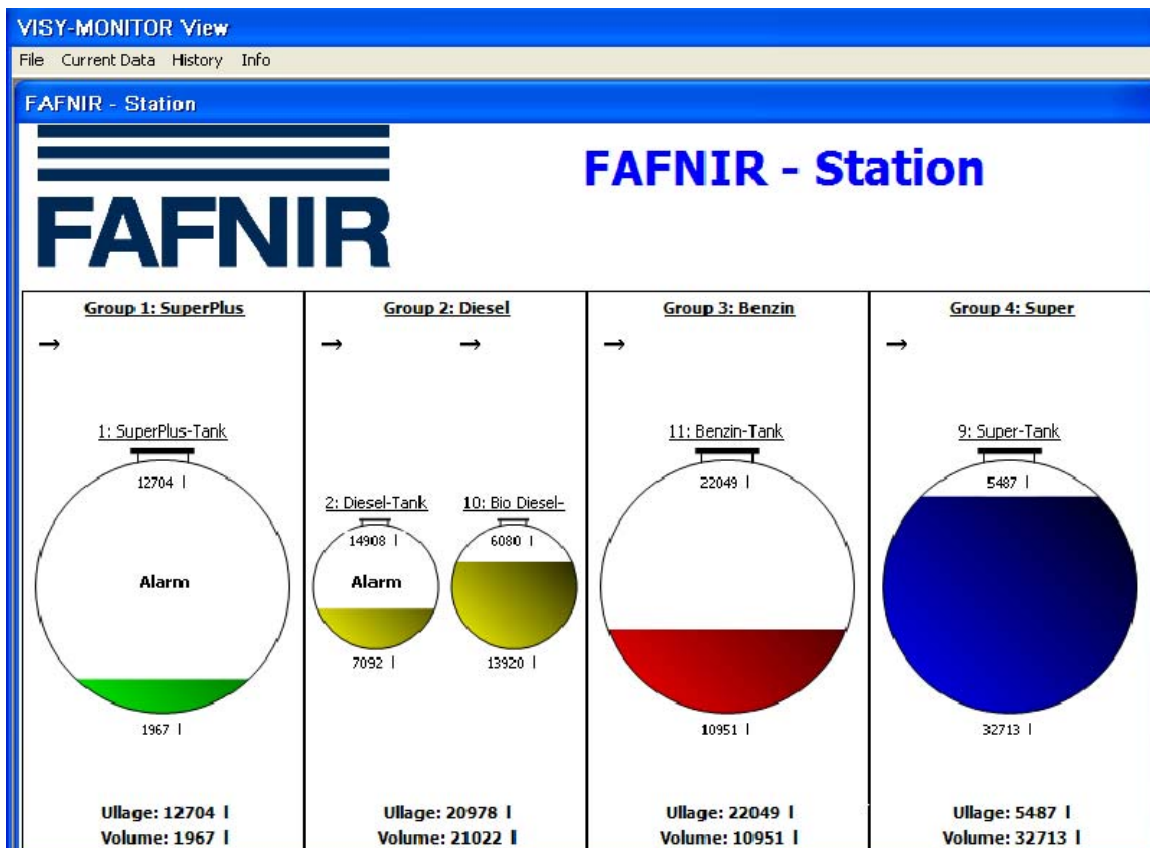 VISY-MONITOR View
File Current Data History Info
FAFNIR - Station
FAFNIR
FAFNIR - Station
Group 1: SuperPlus
→
1: SuperPlus-Tank
12704 l
Alarm
1967 l
Ullage: 12704 l
Volume: 1967 l
Group 2: Diesel
→ →
2: Diesel-Tank
14908 l
Alarm
7092 l
10: Bio Diesel-
6080 l
13920 l
Ullage: 20978 l
Volume: 21022 l
Group 3: Benzin
→
11: Benzin-Tank
22049 l
10951 l
Ullage: 22049 l
Volume: 10951 l
Group 4: Super
→
9: Super-Tank
5487 l
32713 l
Ullage: 5487 l
Volume: 32713 l